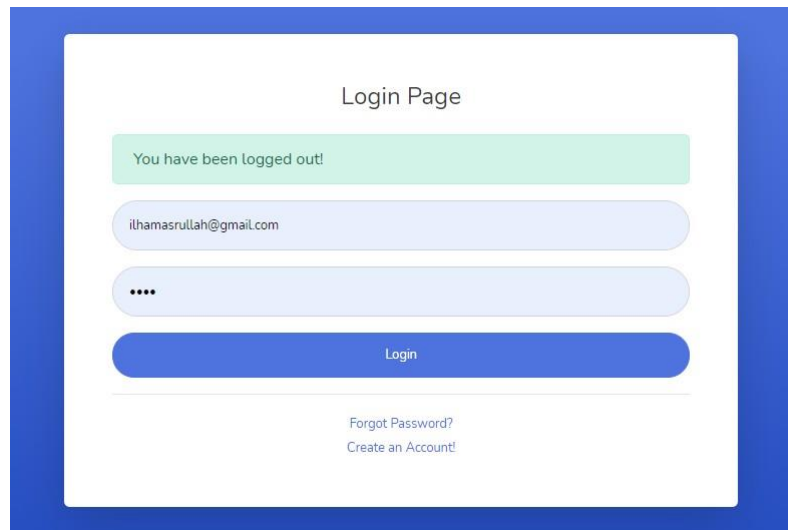 Login Page
You have been logged out!
ilhamasrullah@gmail.com
••••
Login
Forgot Password?
Create an Account!